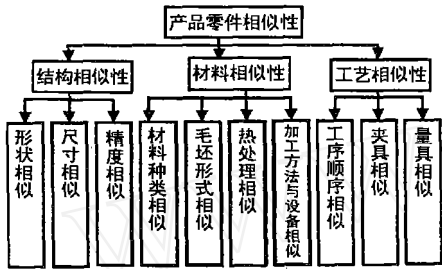 产品零件相似性
结构相似性
材料相似性
工艺相似性
形状相似
尺寸相似
精度相似
材料种类相似
毛坯形式相似
热处理相似
加工方法与设备相似
工序顺序相似
夹具相似
量具相似